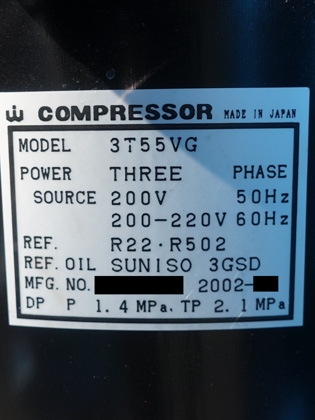 COMPRESSOR MADE IN JAPAN
MODEL 3T55VG
POWER THREE PHASE
SOURCE 200V 50Hz
200-220V 60Hz
REF. R22·R502
REF. OIL SUNISO 3GSD
MFG. NO. 2002-
DP P 1.4 MPa, TP 2.1 MPa